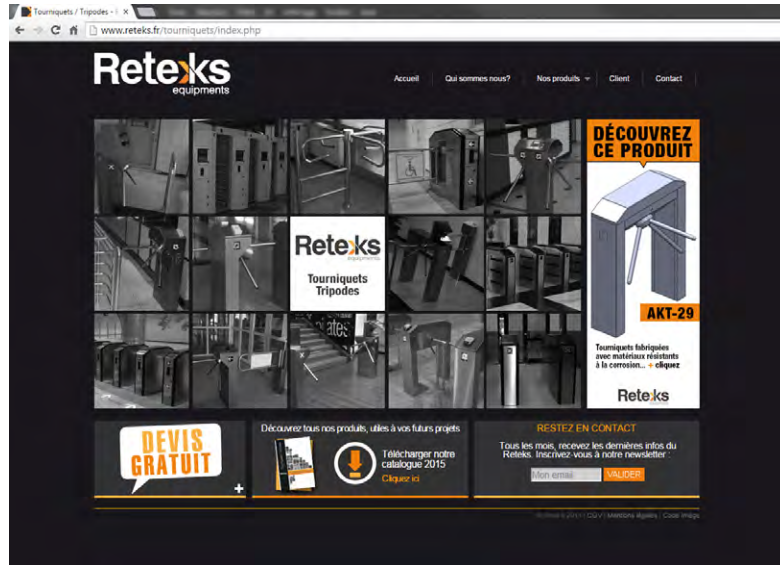 Tourniquets / Tripodes -
www.reteks.fr/tourniquets/index.php
Reteks
equipments
Accueil
Qui sommes nous?
Nos produits
Client
Contact
DÉCOUVREZ
CE PRODUIT
Reteks
equipments
Tourniquets
Tripodes
AKT-29
Tourniquets fabriquées
avec matériaux résistants
à la corrosion... + cliquez
Reteks
DEVIS
GRATUIT
+
Découvrez tous nos produits, utiles à vos futurs projets
Télécharger notre
catalogue 2015
Cliquez ici
RESTEZ EN CONTACT
Tous les mois, recevez les dernières infos du
Reteks. Inscrivez-vous à notre newsletter :
Mon email
VALIDER
CGV | Mentions légales |